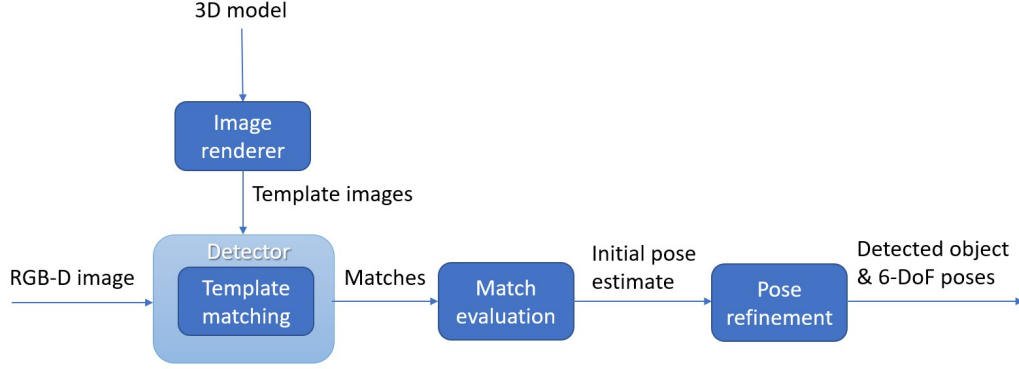 3D model
Image
renderer
Template images
Detector
RGB-D image
Template
matching
Matches
Match
evaluation
Initial pose
estimate
Pose
refinement
Detected object
& 6-DoF poses